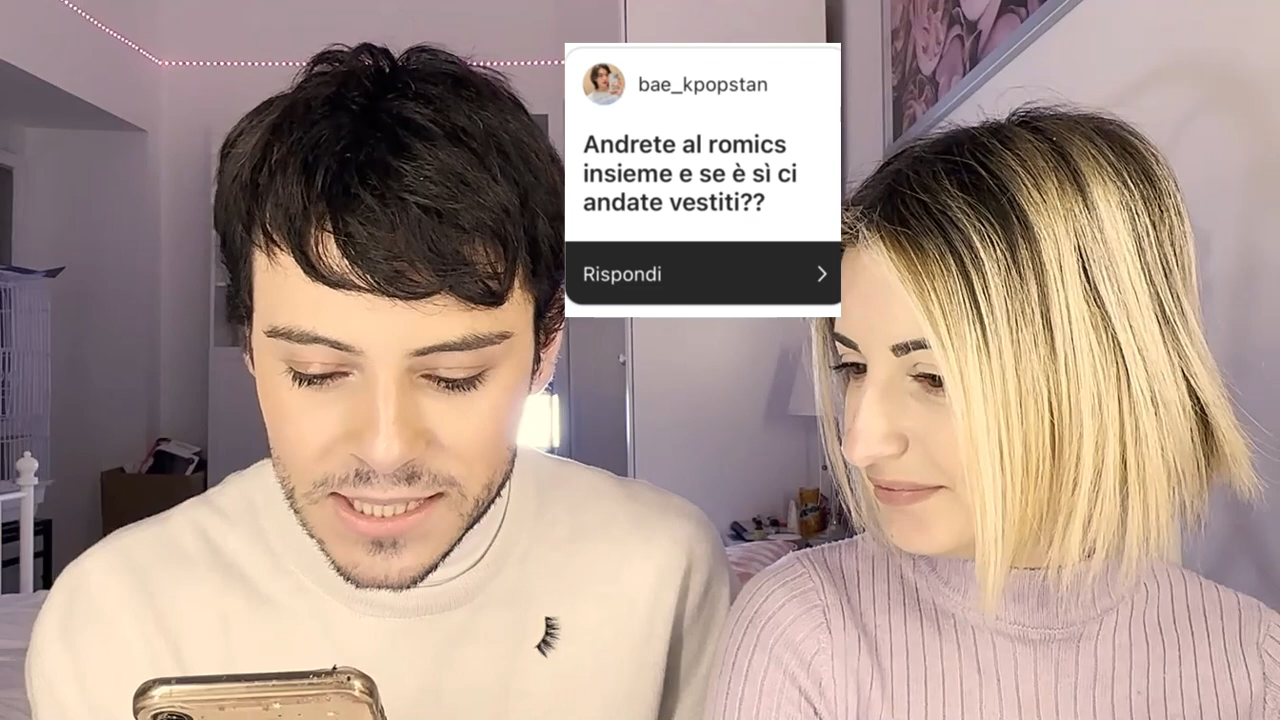 bae_kpopstan
Andrete al romics
insieme e se è sì ci
andate vestiti??
Rispondi